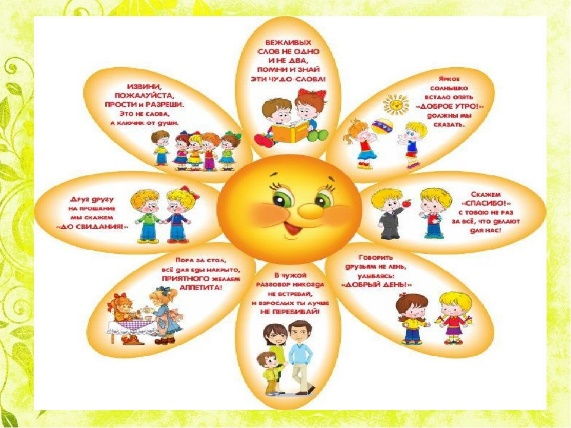 ВЕЖЛИВЫХ
СЛОВ НЕ ОДНО
И НЕ ДВА,
ПОМНИ И ЗНАЙ
ЭТИ ЧУДО-СЛОВА!
Яркое
солнышко
встало опять
«ДОБРОЕ УТРО!»
должны мы
сказать.
Скажем
«СПАСИБО!»
с тобою не раз
за всё, что делают
для нас!
Говорить
друзьям не лень,
улыбаясь:
«ДОБРЫЙ ДЕНЬ!»
В чужой
разговор никогда
не встревай,
и взрослых ты лучше
НЕ ПЕРЕБИВАЙ!
Пора за стол,
всё для еды накрыто,
ПРИЯТНОГО желаем
АППЕТИТА!
Друг другу
на прощание
мы скажем
«ДО СВИДАНИЯ!»
ИЗВИНИ,
ПОЖАЛУЙСТА,
ПРОСТИ и РАЗРЕШИ.
Это не слова,
а ключик от души.